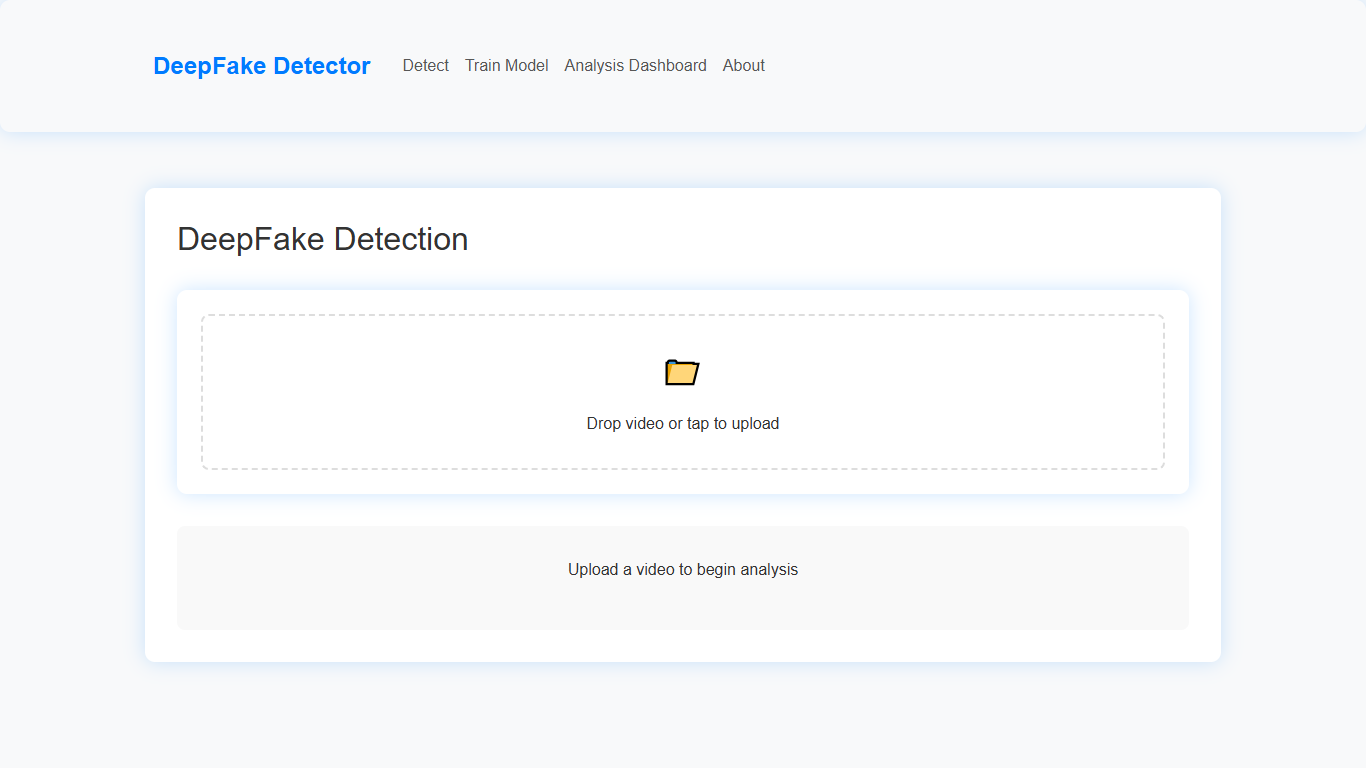 DeepFake Detector Detect Train Model Analysis Dashboard About
DeepFake Detection
Drop video or tap to upload
Upload a video to begin analysis